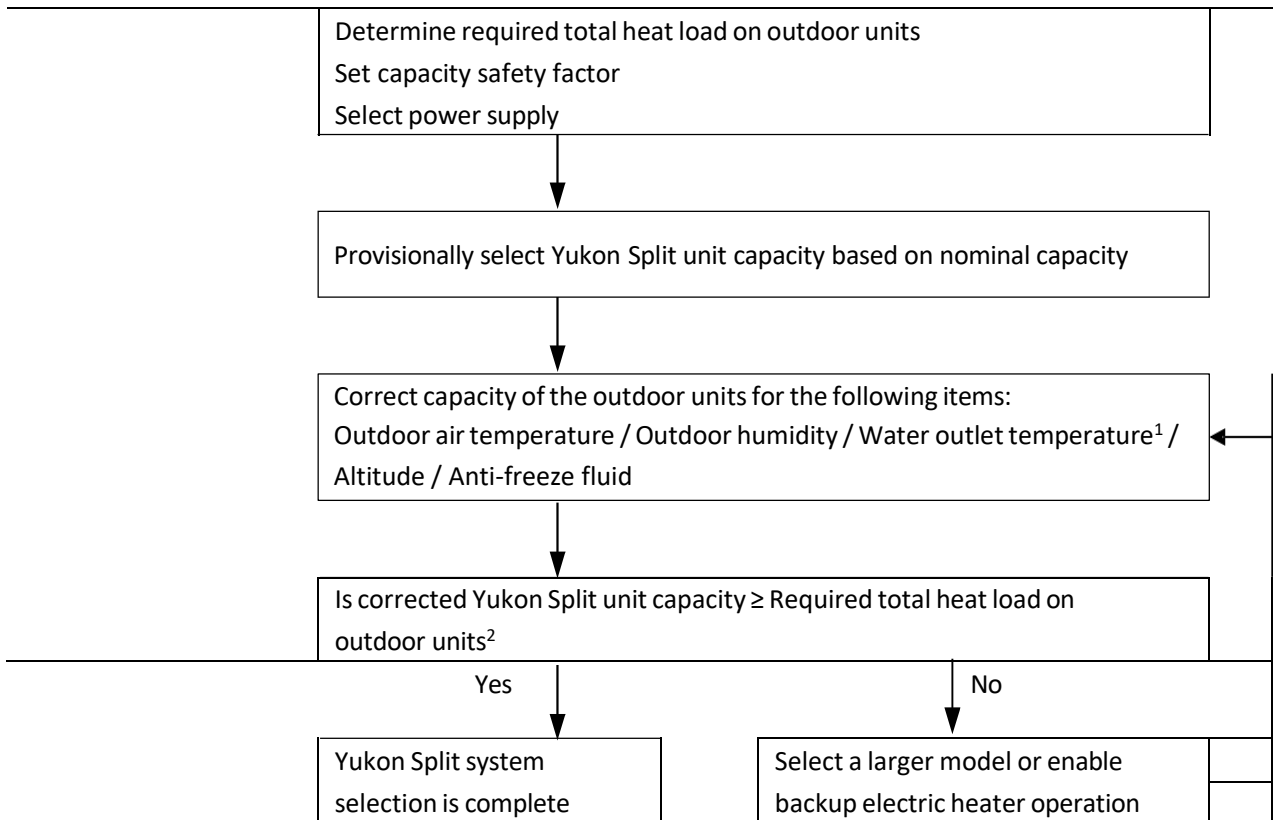 Determine required total heat load on outdoor units
Set capacity safety factor
Select power supply
Provisionally select Yukon Split unit capacity based on nominal capacity
Correct capacity of the outdoor units for the following items:
Outdoor air temperature / Outdoor humidity / Water outlet temperature¹ /
Altitude / Anti-freeze fluid
Is corrected Yukon Split unit capacity ≥ Required total heat load on
outdoor units²
Yes
No
Yukon Split system
selection is complete
Select a larger model or enable
backup electric heater operation